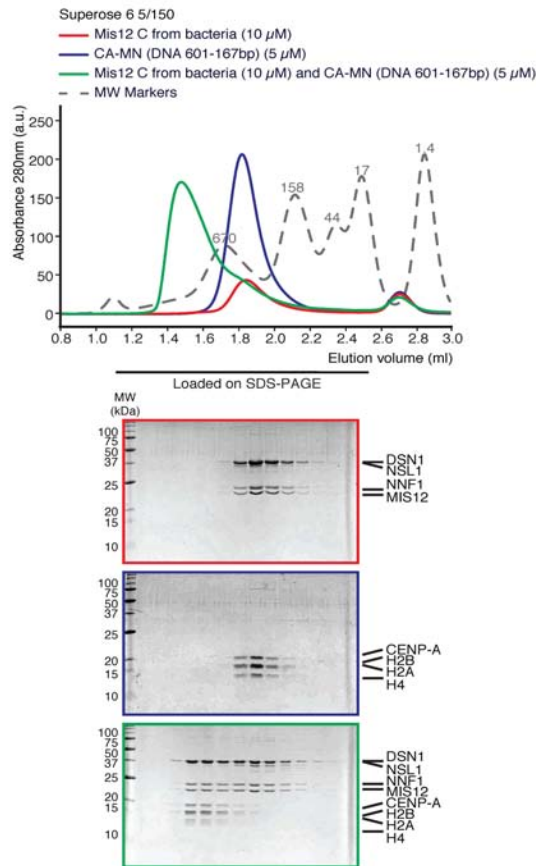 Superose 6 5/150
Mis12 C from bacteria (10 µM)
CA-MN (DNA 601-167bp) (5 µM)
Mis12 C from bacteria (10 µM) and CA-MN (DNA 601-167bp) (5 µM)
MW Markers
Absorbance 280nm (a.u.)
250
200
150
100
50
0
670
158
44
17
1.4
0.8 1.0 1.2 1.4 1.6 1.8 2.0 2.2 2.4 2.6 2.8 3.0
Elution volume (ml)
Loaded on SDS-PAGE
MW
(kDa)
100
75
50
37
25
20
15
10
DSN1
NSL1
NNF1
MIS12
100
75
50
37
25
20
15
10
CENP-A
H2B
H2A
H4
100
75
50
37
25
20
15
10
DSN1
NSL1
NNF1
MIS12
CENP-A
H2B
H2A
H4